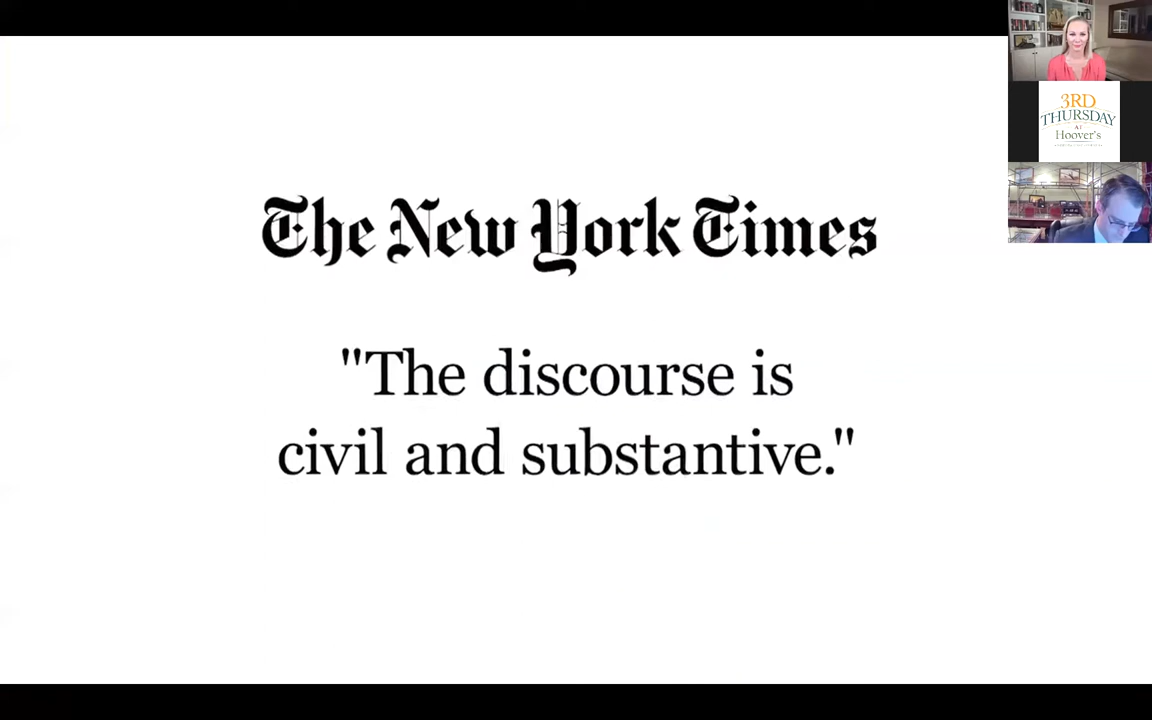 The New York Times
"The discourse is
civil and substantive."
3RD
THURSDAY
AT
Hoover's